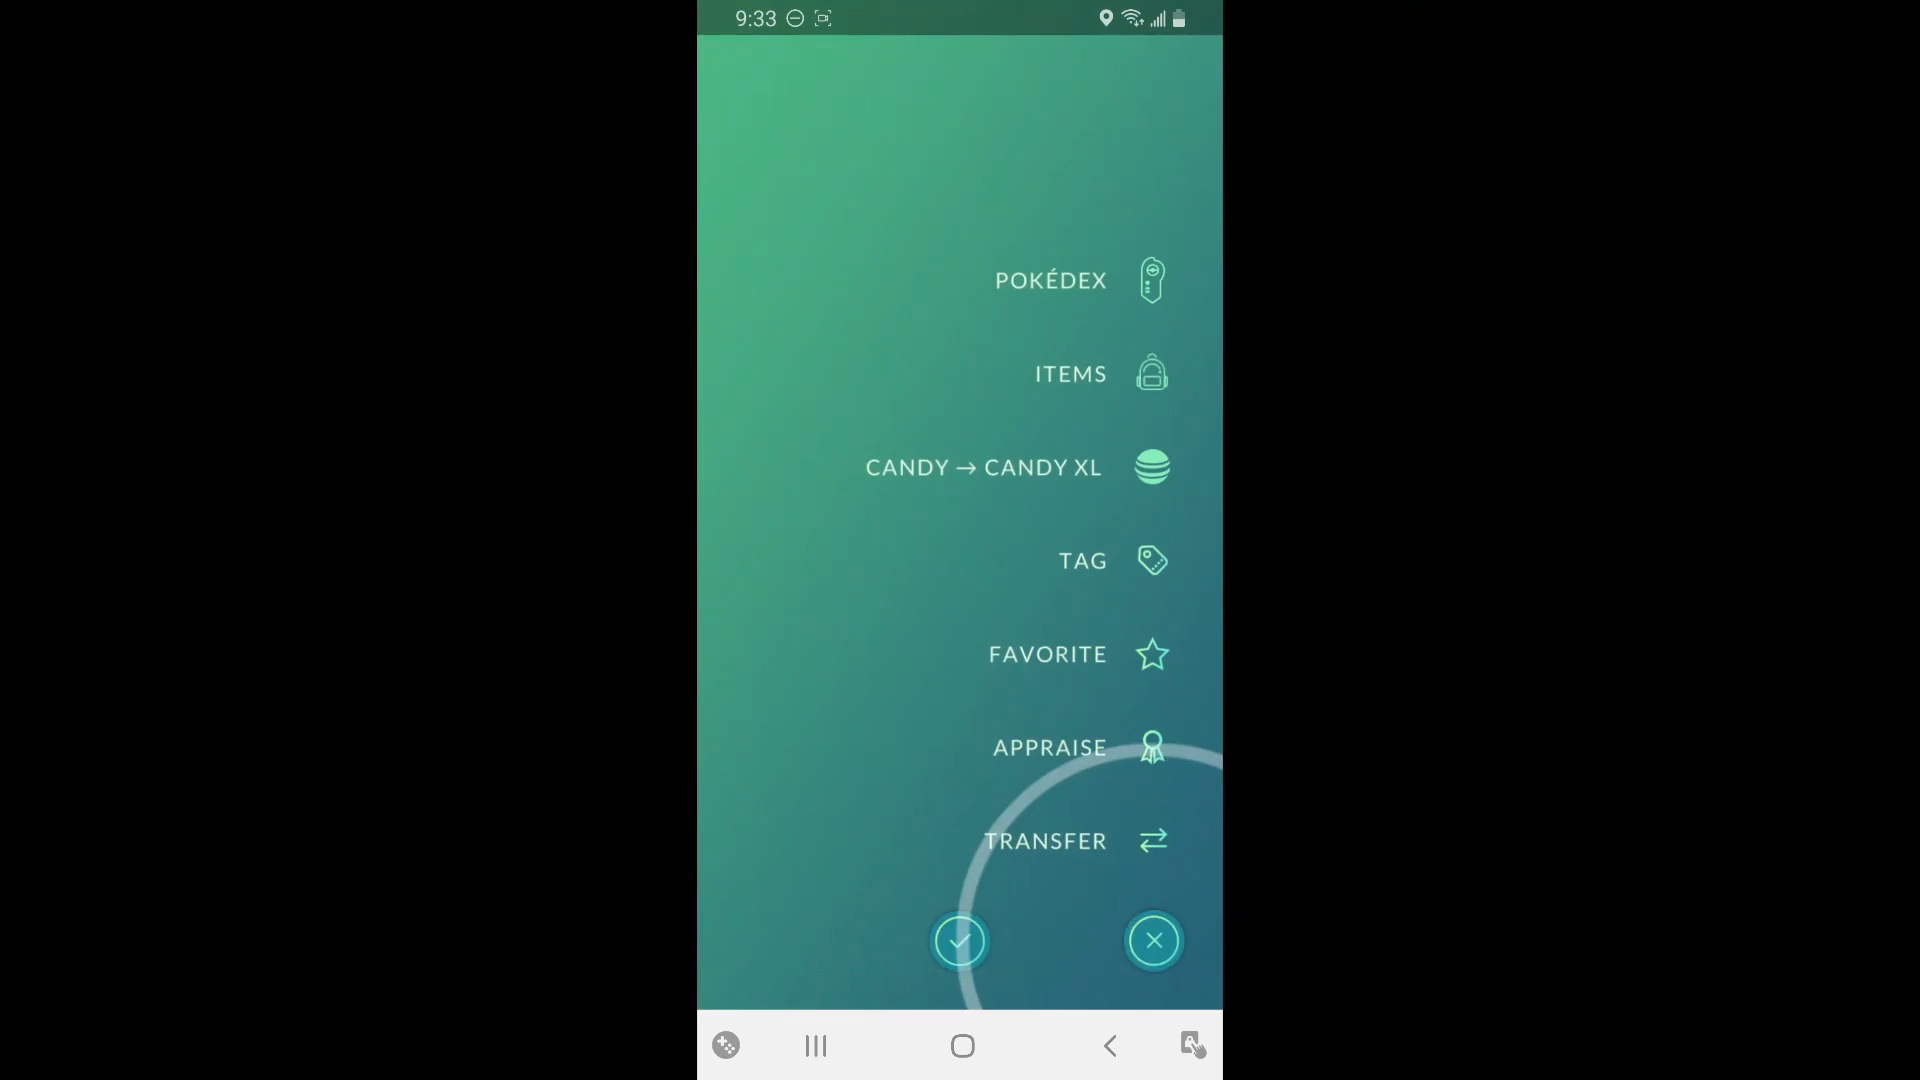 9:33
POKÉDEX
ITEMS
CANDY → CANDY XL
TAG
FAVORITE
APPRAISE
TRANSFER